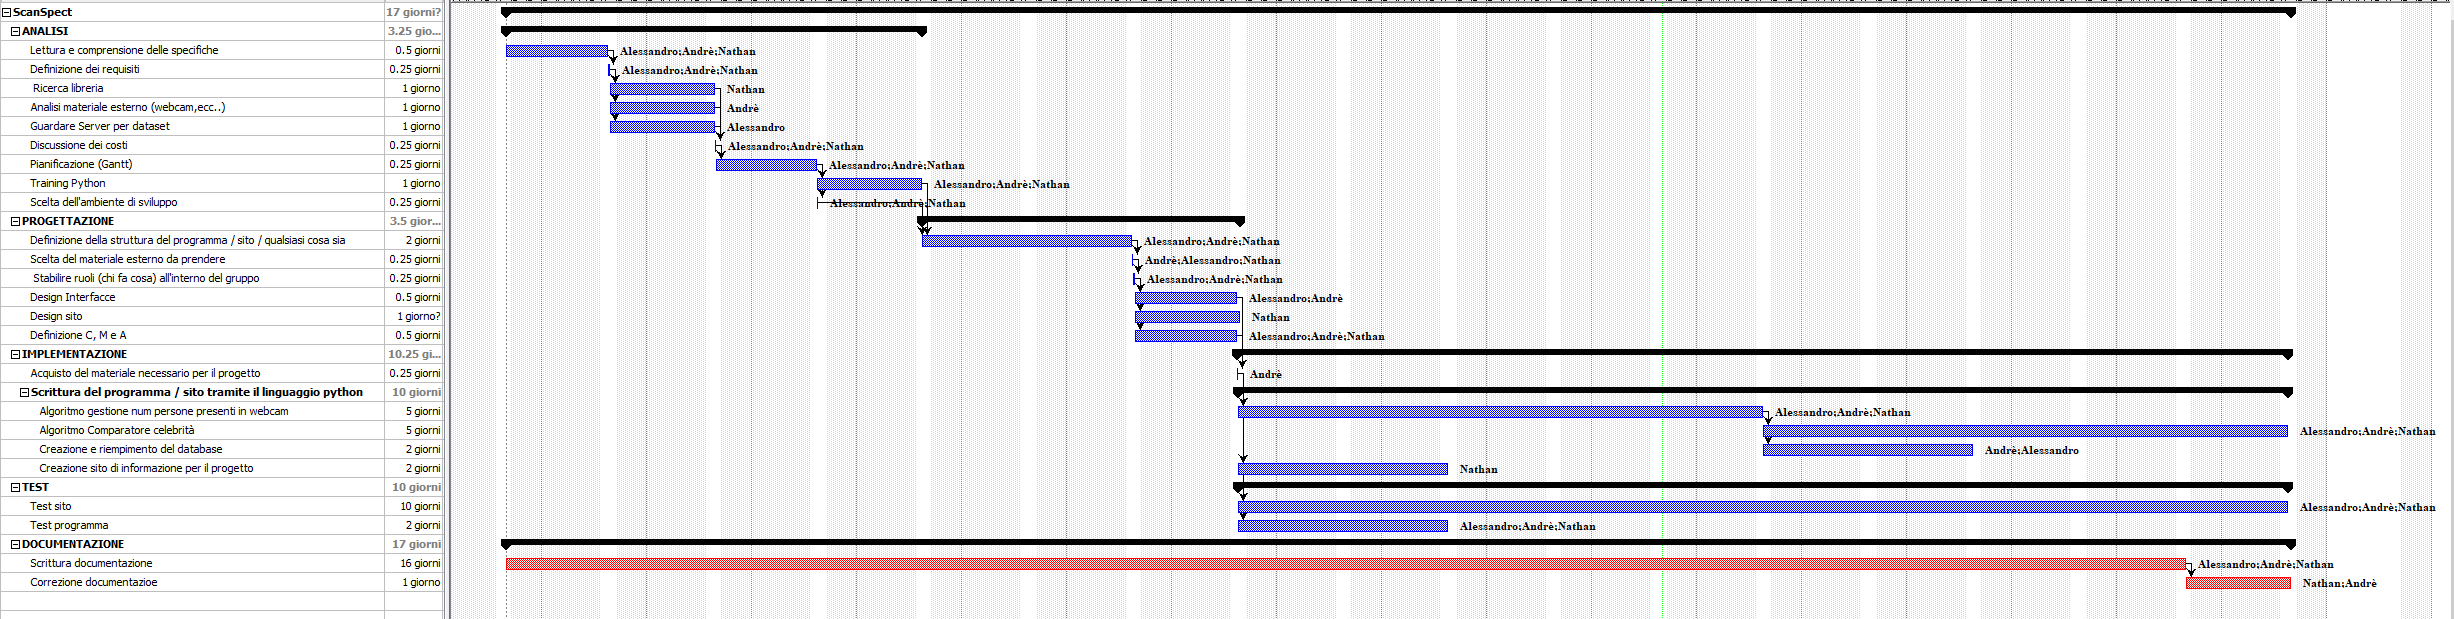 ScanSpect 17 giorni?
ANALISI 3.25 gio...
Lettura e comprensione delle specifiche 0.5 giorni Alessandro;Andrè;Nathan
Definizione dei requisiti 0.25 giorni Alessandro;Andrè;Nathan
Ricerca libreria 1 giorno Nathan
Analisi materiale esterno (webcam,ecc..) 1 giorno Andrè
Guardare Server per dataset 1 giorno Alessandro
Discussione dei costi 0.25 giorni Alessandro;Andrè;Nathan
Pianificazione (Gantt) 0.25 giorni Alessandro;Andrè;Nathan
Training Python 1 giorno Alessandro;Andrè;Nathan
Scelta dell'ambiente di sviluppo 0.25 giorni Alessandro;Andrè;Nathan
PROGETTAZIONE 3.5 gior...
Definizione della struttura del programma / sito / qualsiasi cosa sia 2 giorni Alessandro;Andrè;Nathan
Scelta del materiale esterno da prendere 0.25 giorni Andrè;Alessandro;Nathan
Stabilire ruoli (chi fa cosa) all'interno del gruppo 0.25 giorni Alessandro;Andrè;Nathan
Design Interfacce 0.5 giorni Alessandro;Andrè
Design sito 1 giorno? Nathan
Definizione C, M e A 0.5 giorni Alessandro;Andrè;Nathan
IMPLEMENTAZIONE 10.25 gi...
Acquisto del materiale necessario per il progetto 0.25 giorni Andrè
Scrittura del programma / sito tramite il linguaggio python 10 giorni
Algoritmo gestione num persone presenti in webcam 5 giorni Alessandro;Andrè;Nathan
Algoritmo Comparatore celebrità 5 giorni Alessandro;Andrè;Nathan
Creazione e riempimento del database 2 giorni Andrè;Alessandro
Creazione sito di informazione per il progetto 2 giorni Nathan
TEST 10 giorni
Test sito 10 giorni Alessandro;Andrè;Nathan
Test programma 2 giorni Alessandro;Andrè;Nathan
DOCUMENTAZIONE 17 giorni
Scrittura documentazione 16 giorni Alessandro;Andrè;Nathan
Correzione documentazioe 1 giorno Nathan;Andrè